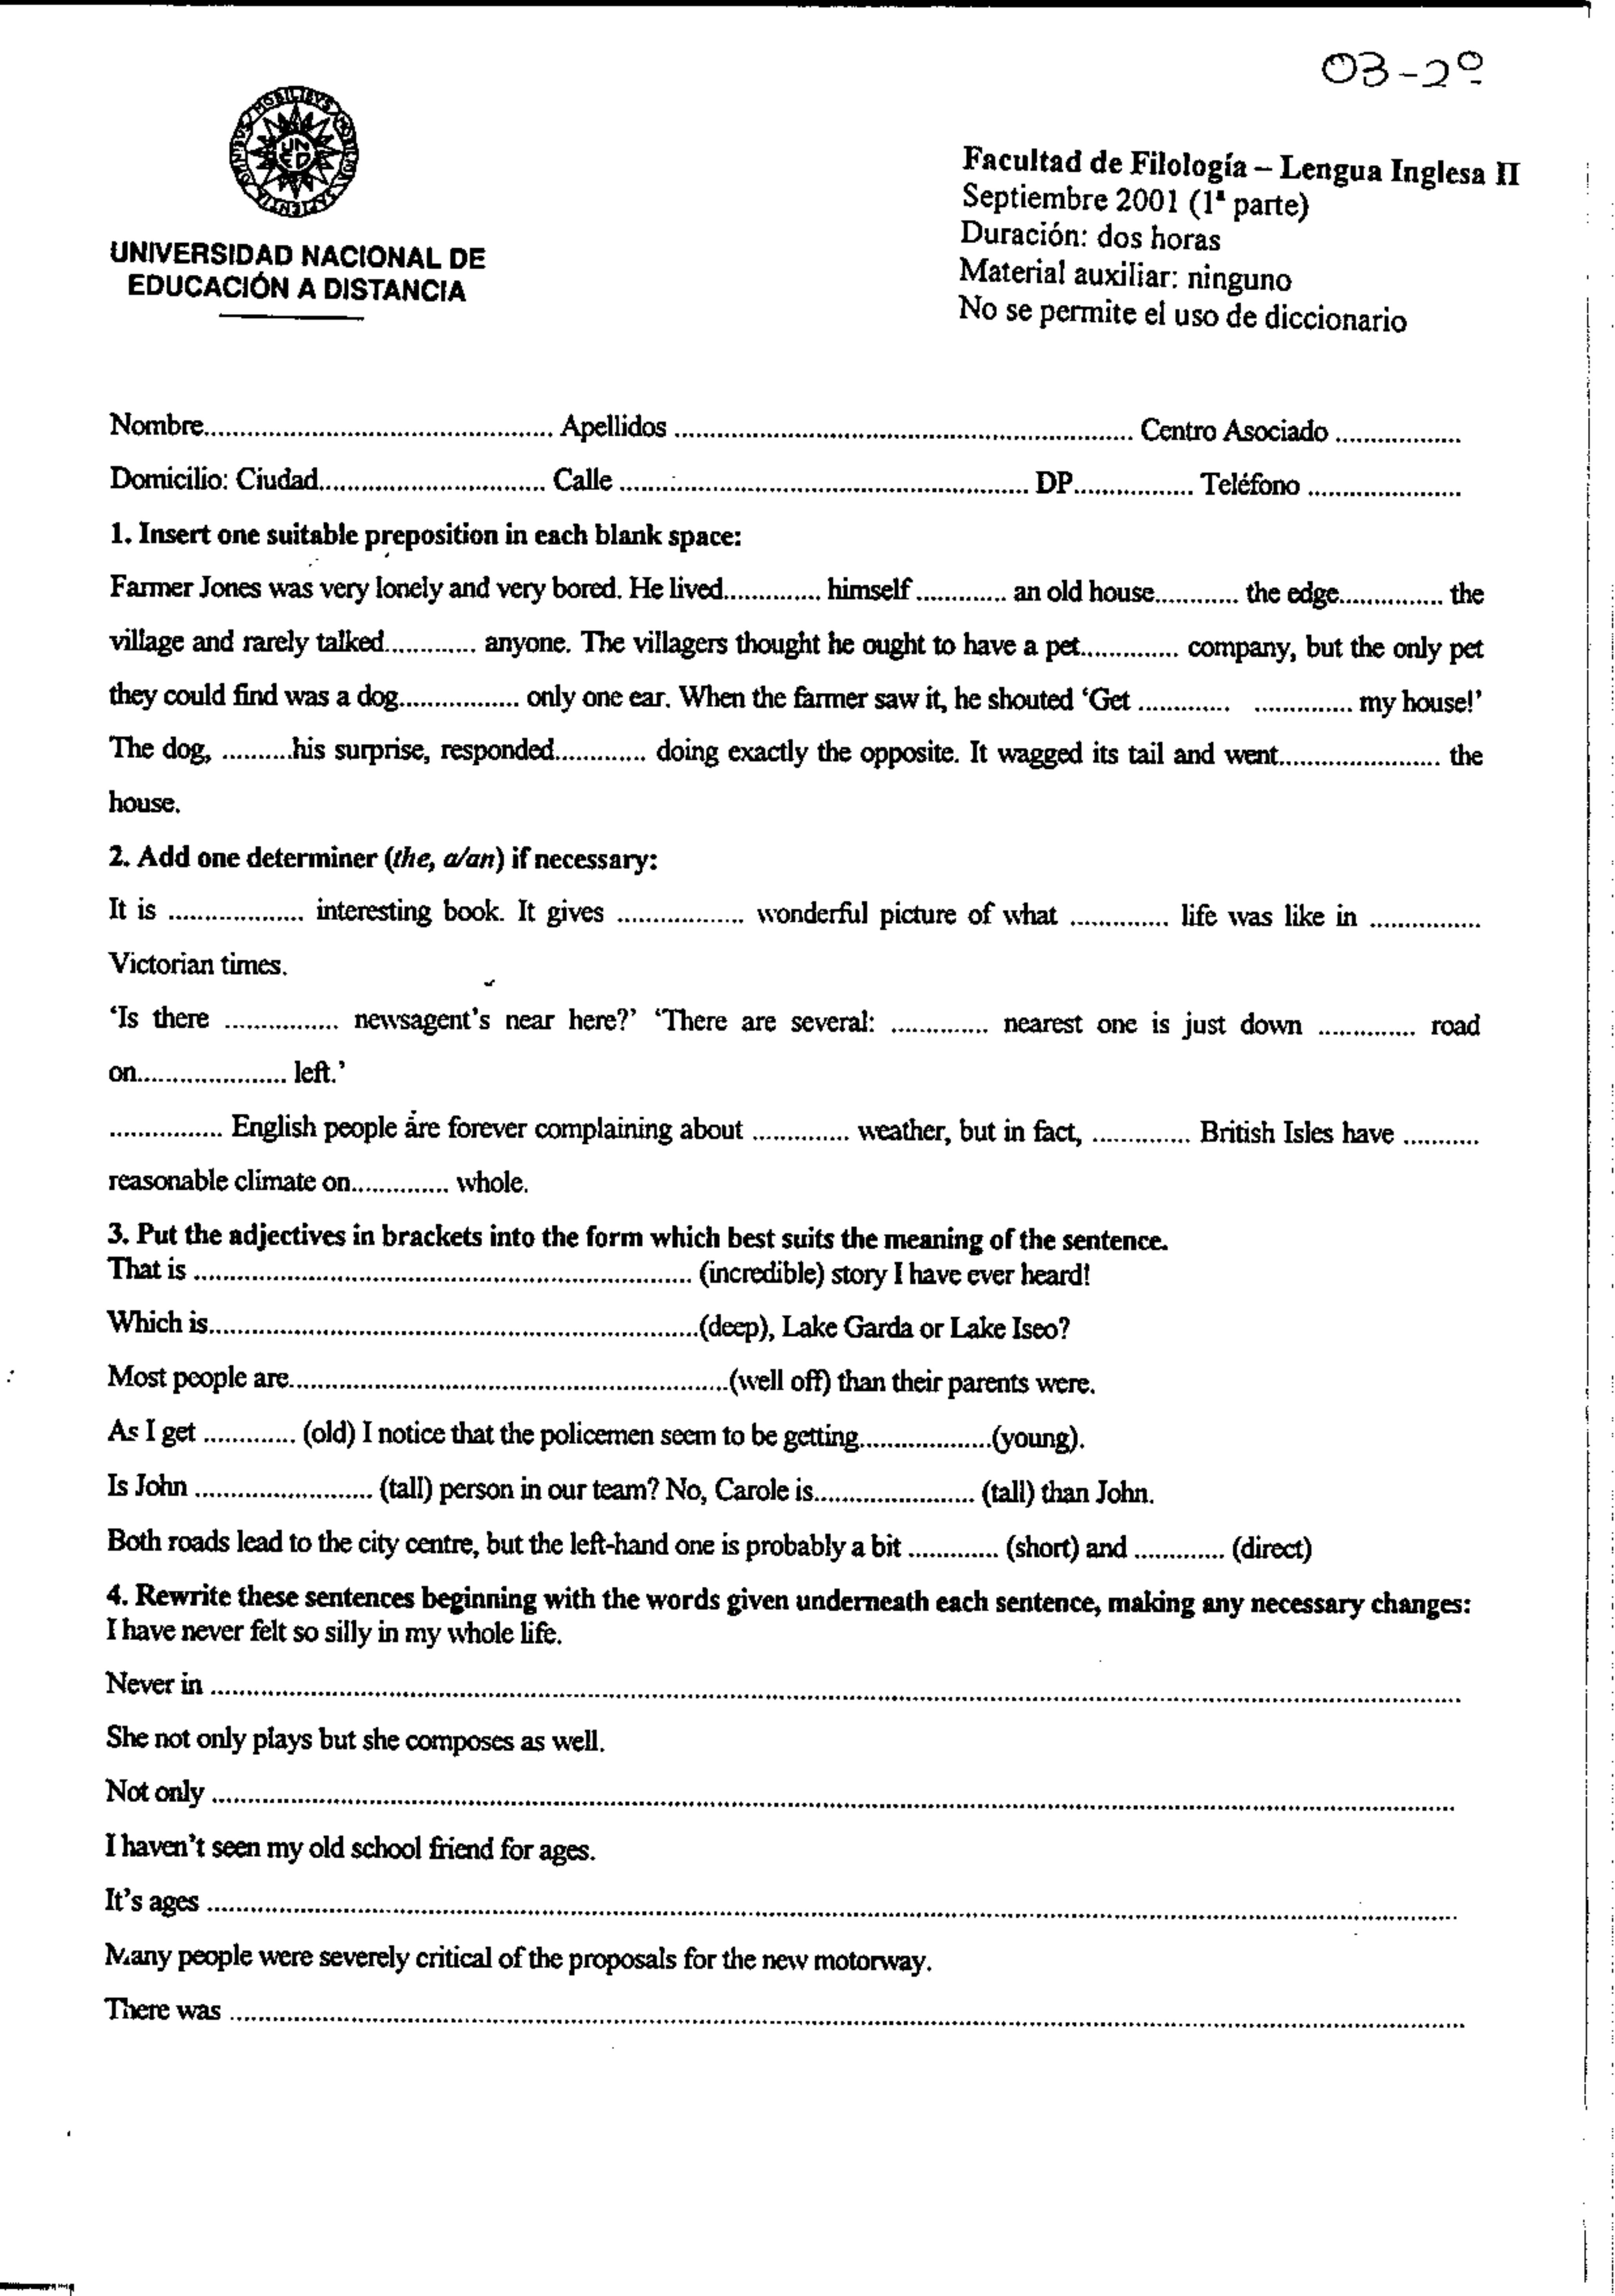 03-2º
UNED
UNIVERSIDAD NACIONAL DE
EDUCACIÓN A DISTANCIA
Facultad de Filología – Lengua Inglesa II
Septiembre 2001 (1ª parte)
Duración: dos horas
Material auxiliar: ninguno
No se permite el uso de diccionario
Nombre.......................................... Apellidos ....................................................... Centro Asociado .................
Domicilio: Ciudad........................... Calle ................................................. DP................ Teléfono .....................
1. Insert one suitable preposition in each blank space:
Farmer Jones was very lonely and very bored. He lived............. himself ............ an old house........... the edge.............. the
village and rarely talked............ anyone. The villagers thought he ought to have a pet............. company, but the only pet
they could find was a dog................ only one ear. When the farmer saw it, he shouted ‘Get ............. ............. my house!’
The dog, ..........his surprise, responded............ doing exactly the opposite. It wagged its tail and went...................... the
house.
2. Add one determiner (the, a/an) if necessary:
It is .................. interesting book. It gives ................. wonderful picture of what ............. life was like in ...............
Victorian times.
‘Is there ............... newsagent’s near here?’ ‘There are several: ............. nearest one is just down ............. road
on.................... left.’
............... English people are forever complaining about ............. weather, but in fact, ............. British Isles have ..........
reasonable climate on............. whole.
3. Put the adjectives in brackets into the form which best suits the meaning of the sentence.
That is .................................................................... (incredible) story I have ever heard!
Which is..................................................................(deep), Lake Garda or Lake Iseo?
Most people are...........................................................(well off) than their parents were.
As I get ............. (old) I notice that the policemen seem to be getting..................(young).
Is John ........................ (tall) person in our team? No, Carole is...................... (tall) than John.
Both roads lead to the city centre, but the left-hand one is probably a bit ............. (short) and ............. (direct)
4. Rewrite these sentences beginning with the words given underneath each sentence, making any necessary changes:
I have never felt so silly in my whole life.
Never in ..........................................................................................
She not only plays but she composes as well.
Not only ..........................................................................................
I haven’t seen my old school friend for ages.
It’s ages ..........................................................................................
Many people were severely critical of the proposals for the new motorway.
There was ..........................................................................................